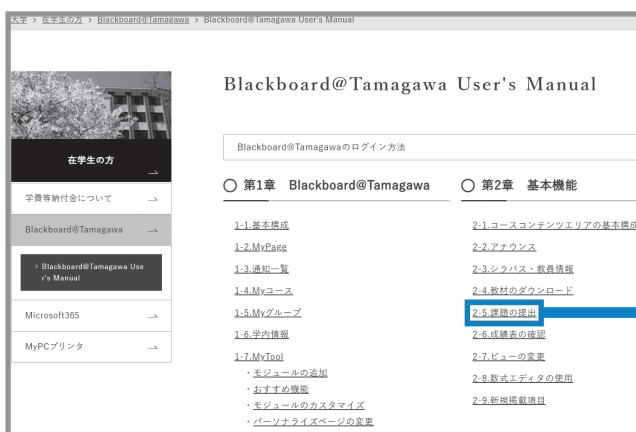 大学 > 在学生の方 > Blackboard@Tamagawa > Blackboard@Tamagawa User's Manual
Blackboard@Tamagawa User's Manual
在学生の方
学費等納付金について
Blackboard@Tamagawa
> Blackboard@Tamagawa Use
r's Manual
Microsoft365
MyPCプリンタ
Blackboard@Tamagawaのログイン方法
第1章 Blackboard@Tamagawa
1-1.基本構成
1-2.MyPage
1-3.通知一覧
1-4.Myコース
1-5.Myグループ
1-6.学内情報
1-7.MyTool
・モジュールの追加
・おすすめ機能
・モジュールのカスタマイズ
・パーソナライズページの変更
第2章 基本機能
2-1.コースコンテンツエリアの基本構成
2-2.アナウンス
2-3.シラバス・教員情報
2-4.教材のダウンロード
2-5.課題の提出
2-6.成績表の確認
2-7.ビューの変更
2-8.数式エディタの使用
2-9.新規掲載項目